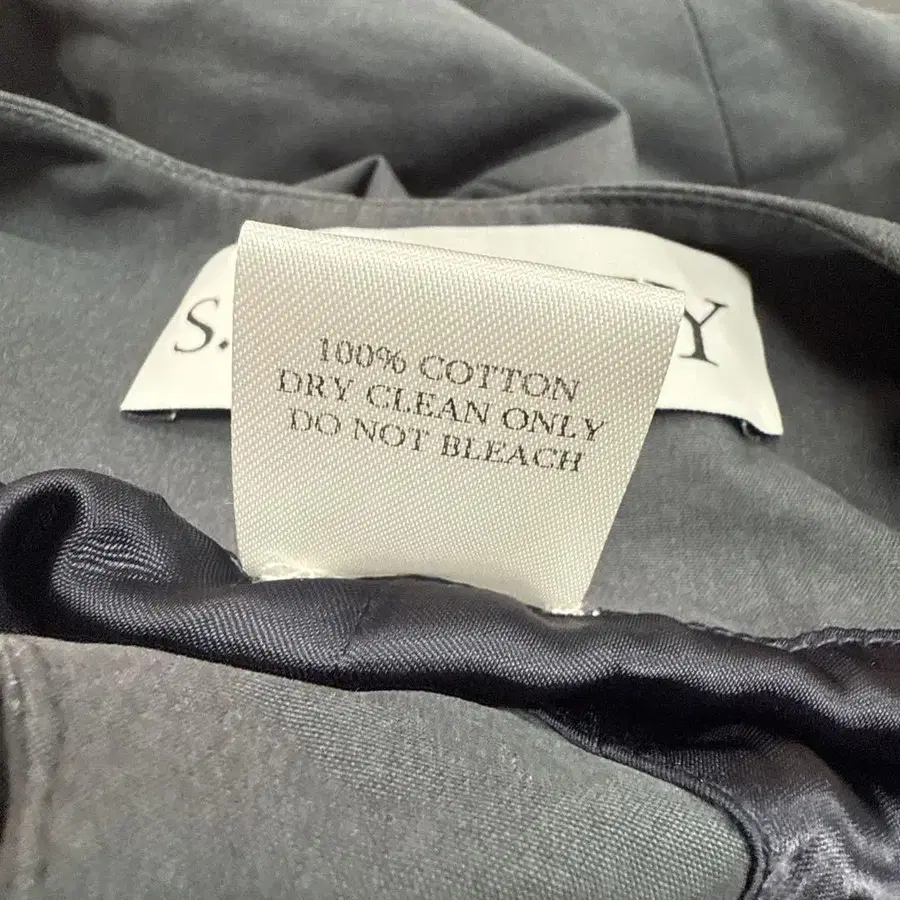 S.
Y
100% COTTON
DRY CLEAN ONLY
DO NOT BLEACH